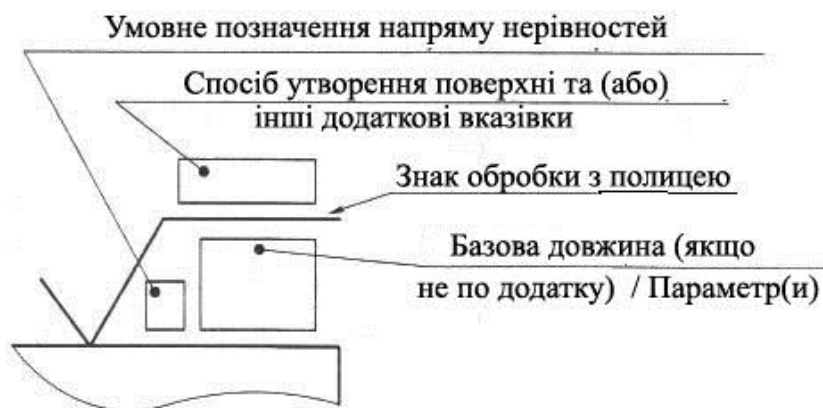 Умовне позначення напряму нерівностей
Спосіб утворення поверхні та (або)
інші додаткові вказівки
Знак обробки з полицею
Базова довжина (якщо
не по додатку) / Параметр(и)